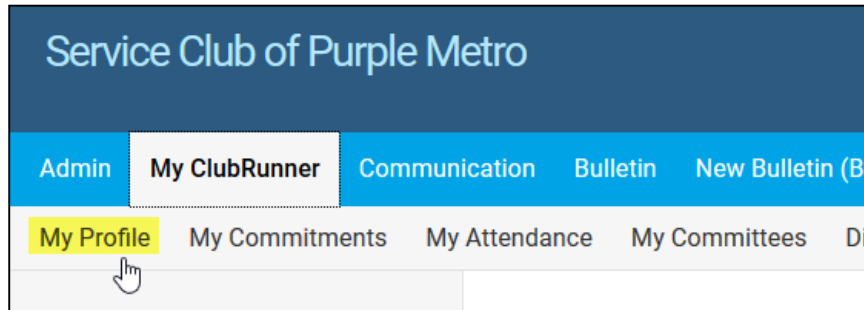 Service Club of Purple Metro
Admin My ClubRunner Communication Bulletin New Bulletin (B
My Profile My Commitments My Attendance My Committees Di